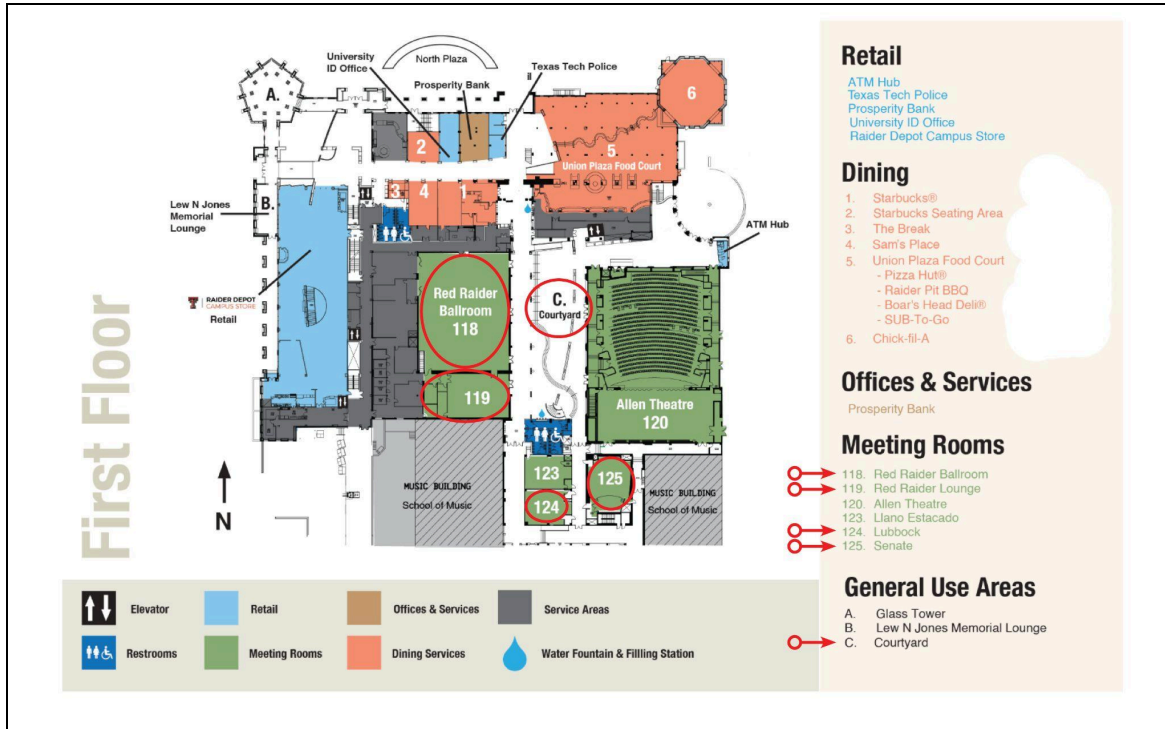 First Floor
North Plaza
University
ID Office
Prosperity Bank
Texas Tech Police
A.
6
2
5
Union Plaza Food Court
3
4
1
B.
Lew N Jones
Memorial
Lounge
ATM Hub
RAIDER DEPOT
CAMPUS STORE
Retail
Red Raider
Ballroom
118
C.
Courtyard
119
Allen Theatre
120
123
124
125
MUSIC BUILDING
School of Music
MUSIC BUILDING
School of Music
N
Elevator
Retail
Offices & Services
Service Areas
Restrooms
Meeting Rooms
Dining Services
Water Fountain & Fillling Station
Retail
ATM Hub
Texas Tech Police
Prosperity Bank
University ID Office
Raider Depot Campus Store
Dining
1. Starbucks®
2. Starbucks Seating Area
3. The Break
4. Sam's Place
5. Union Plaza Food Court
- Pizza Hut®
- Raider Pit BBQ
- Boar's Head Deli®
- SUB-To-Go
6. Chick-fil-A
Offices & Services
Prosperity Bank
Meeting Rooms
118. Red Raider Ballroom
119. Red Raider Lounge
120. Allen Theatre
123. Llano Estacado
124. Lubbock
125. Senate
General Use Areas
A. Glass Tower
B. Lew N Jones Memorial Lounge
C. Courtyard